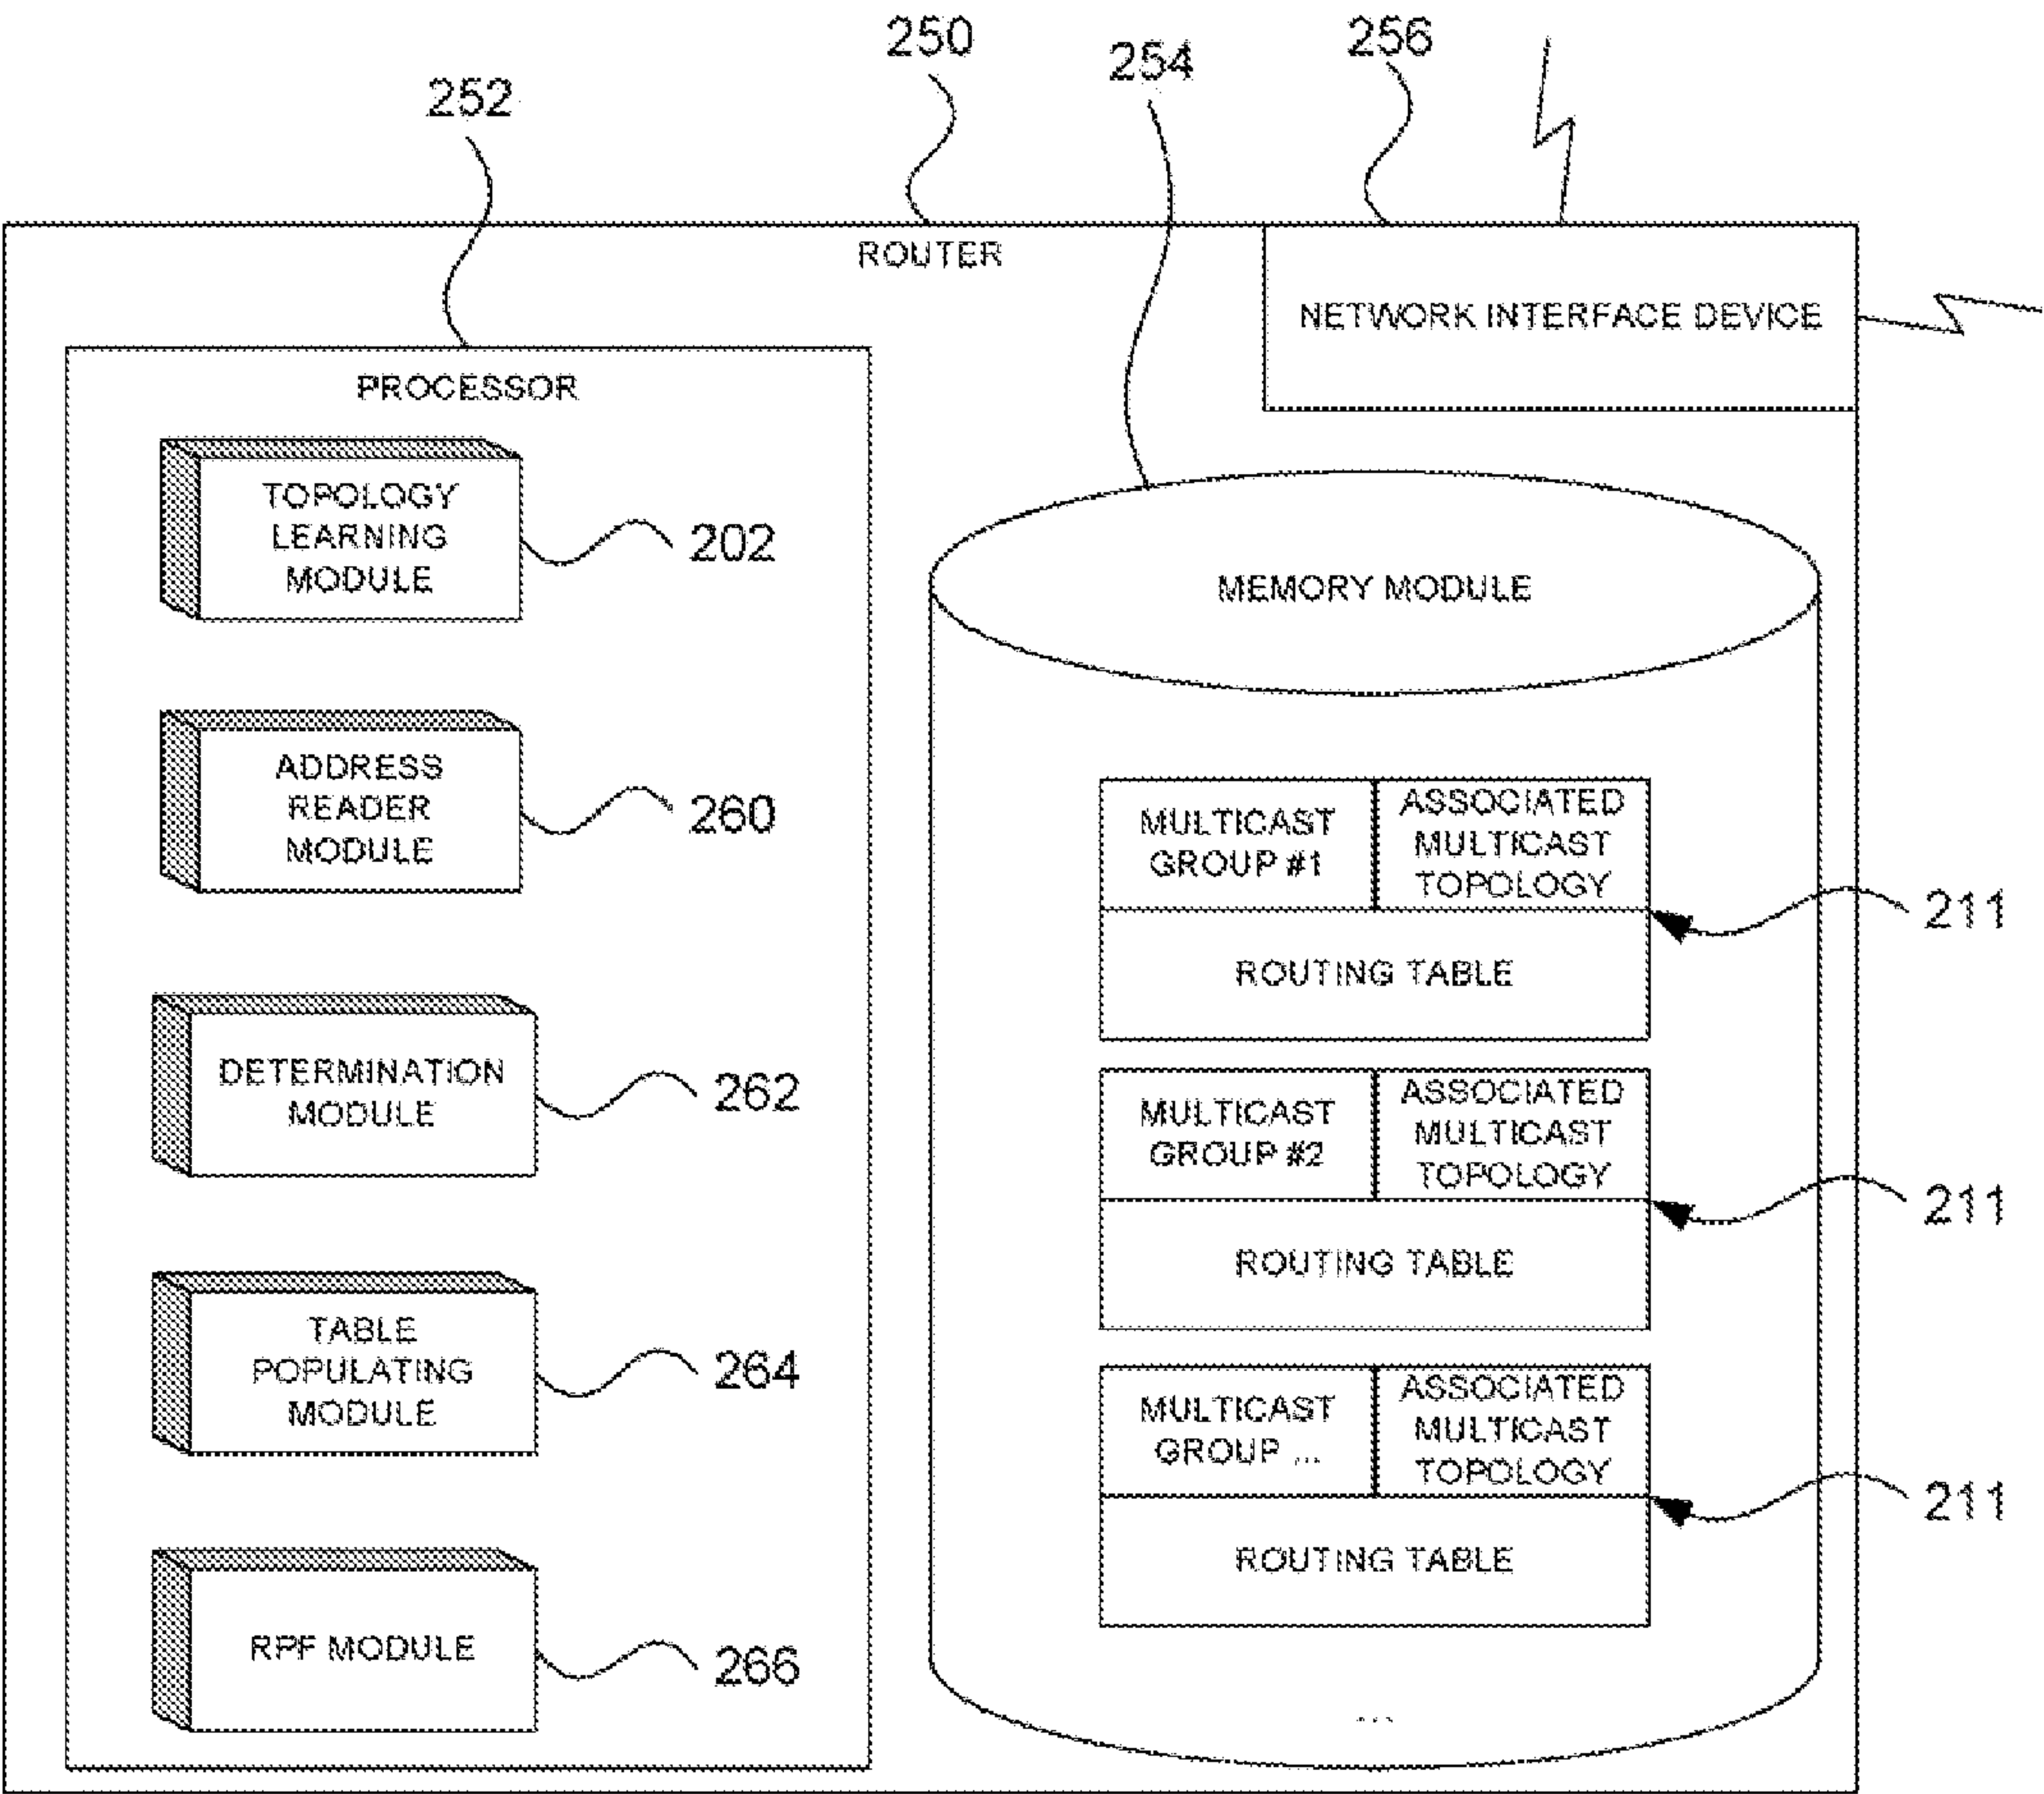 250
256
254
252
ROUTER
NETWORK INTERFACE DEVICE
PROCESSOR
TOPOLOGY
LEARNING
MODULE
202
ADDRESS
READER
MODULE
260
DETERMINATION
MODULE
262
TABLE
POPULATING
MODULE
264
RPF MODULE
266
MEMORY MODULE
MULTICAST
GROUP #1
ASSOCIATED
MULTICAST
TOPOLOGY
211
ROUTING TABLE
MULTICAST
GROUP #2
ASSOCIATED
MULTICAST
TOPOLOGY
211
ROUTING TABLE
MULTICAST
GROUP ...
ASSOCIATED
MULTICAST
TOPOLOGY
211
ROUTING TABLE
...